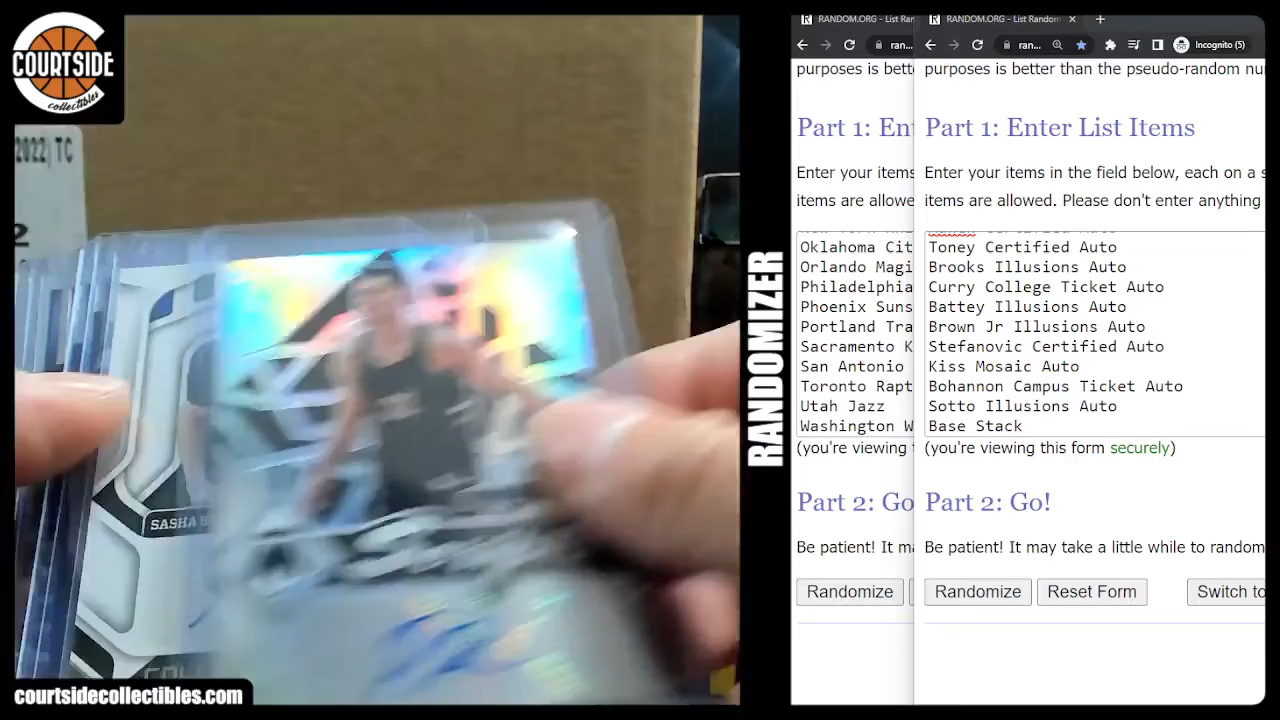 COURTSIDE
collectibles
2022) TC
2
SASHA S
courtsidecollectibles.com
RANDOMIZER
RANDOM.ORG - List Ran
RANDOM.ORG - List Random
ran...
ran...
Incognito (5)
purposes is bette
purposes is better than the pseudo-random nu
Part 1: En
Part 1: Enter List Items
Enter your items
Enter your items in the field below, each on a s
items are allowe
items are allowed. Please don't enter anything
Oklahoma Cit
Toney Certified Auto
Orlando Magi
Brooks Illusions Auto
Philadelphia
Curry College Ticket Auto
Phoenix Suns
Battey Illusions Auto
Portland Tra
Brown Jr Illusions Auto
Sacramento K
Stefanovic Certified Auto
San Antonio
Kiss Mosaic Auto
Toronto Rapt
Bohannon Campus Ticket Auto
Utah Jazz
Sotto Illusions Auto
Washington W
Base Stack
(you're viewing
(you're viewing this form securely)
Part 2: Go
Part 2: Go!
Be patient! It ma
Be patient! It may take a little while to random
Randomize
Randomize
Reset Form
Switch to